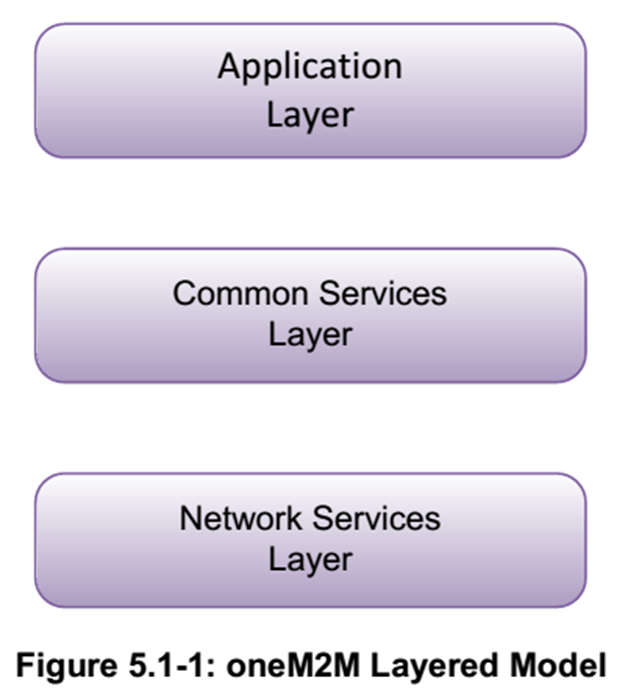 Application
Layer
Common Services
Layer
Network Services
Layer
Figure 5.1-1: oneM2M Layered Model